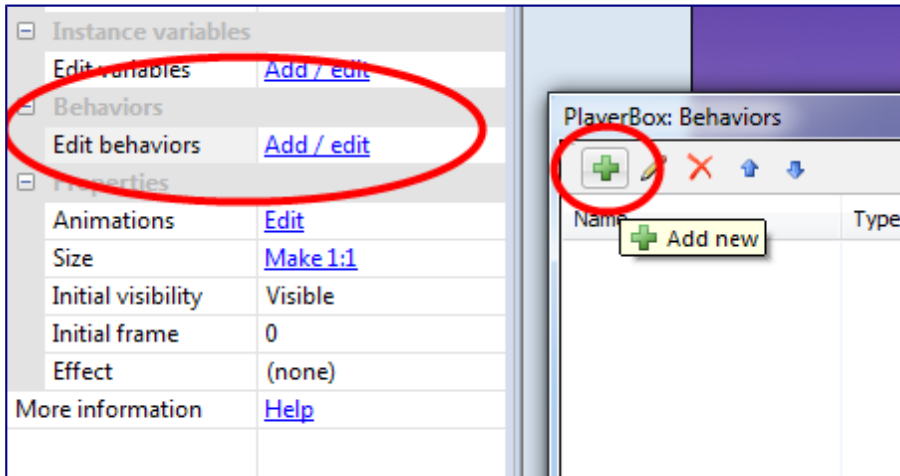 Instance variables
Edit variables Add / edit
Behaviors
Edit behaviors Add / edit
Properties
Animations Edit
Size Make 1:1
Initial visibility Visible
Initial frame 0
Effect (none)
More information Help
PlayerBox: Behaviors
Name Type
Add new